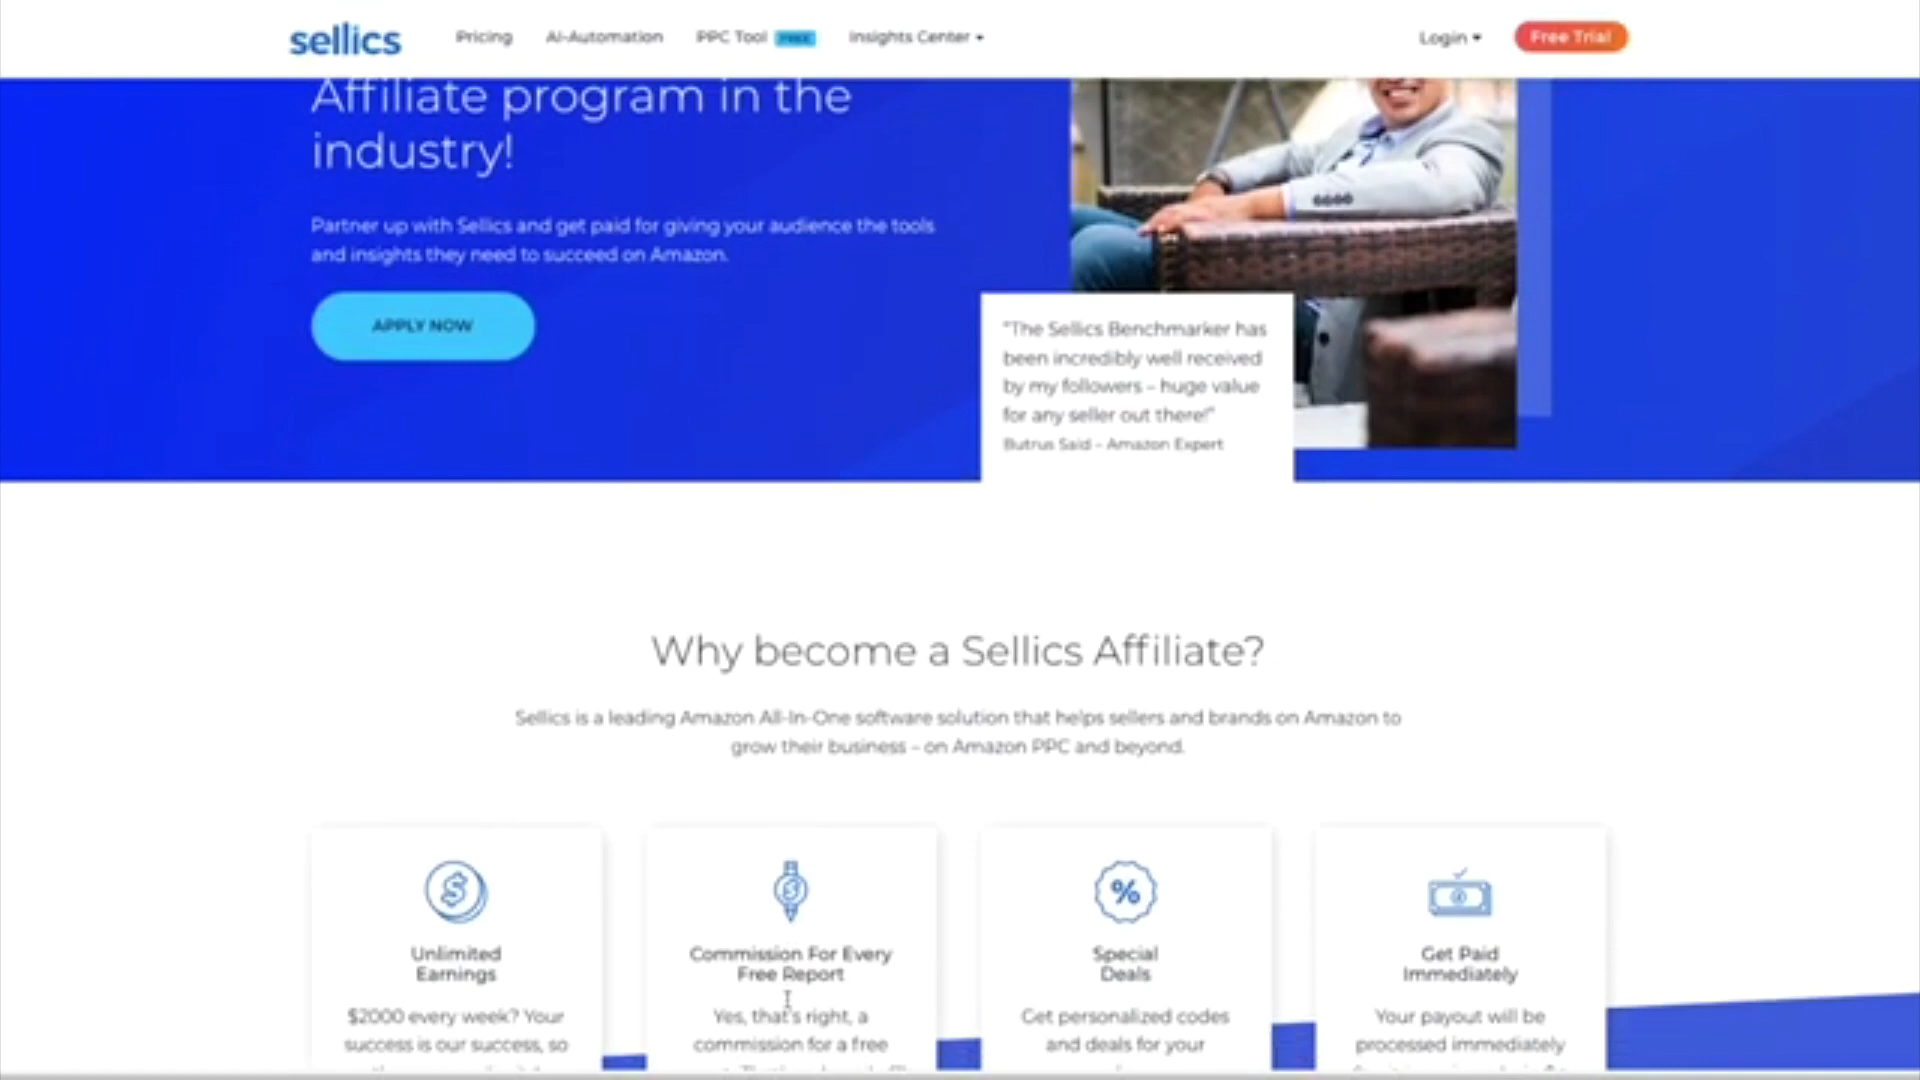 sellics
Pricing
AI-Automation
PPC Tool FREE
Insights Center
Login
Free Trial
Affiliate program in the
industry!
Partner up with Sellics and get paid for giving your audience the tools
and insights they need to succeed on Amazon.
APPLY NOW
"The Sellics Benchmarker has
been incredibly well received
by my followers – huge value
for any seller out there!"
Butrus Said – Amazon Expert
Why become a Sellics Affiliate?
Sellics is a leading Amazon All-In-One software solution that helps sellers and brands on Amazon to
grow their business – on Amazon PPC and beyond.
Unlimited
Earnings
$2000 every week? Your
success is our success, so
Commission For Every
Free Report
Yes, that's right, a
commission for a free
Special
Deals
Get personalized codes
and deals for your
Get Paid
Immediately
Your payout will be
processed immediately